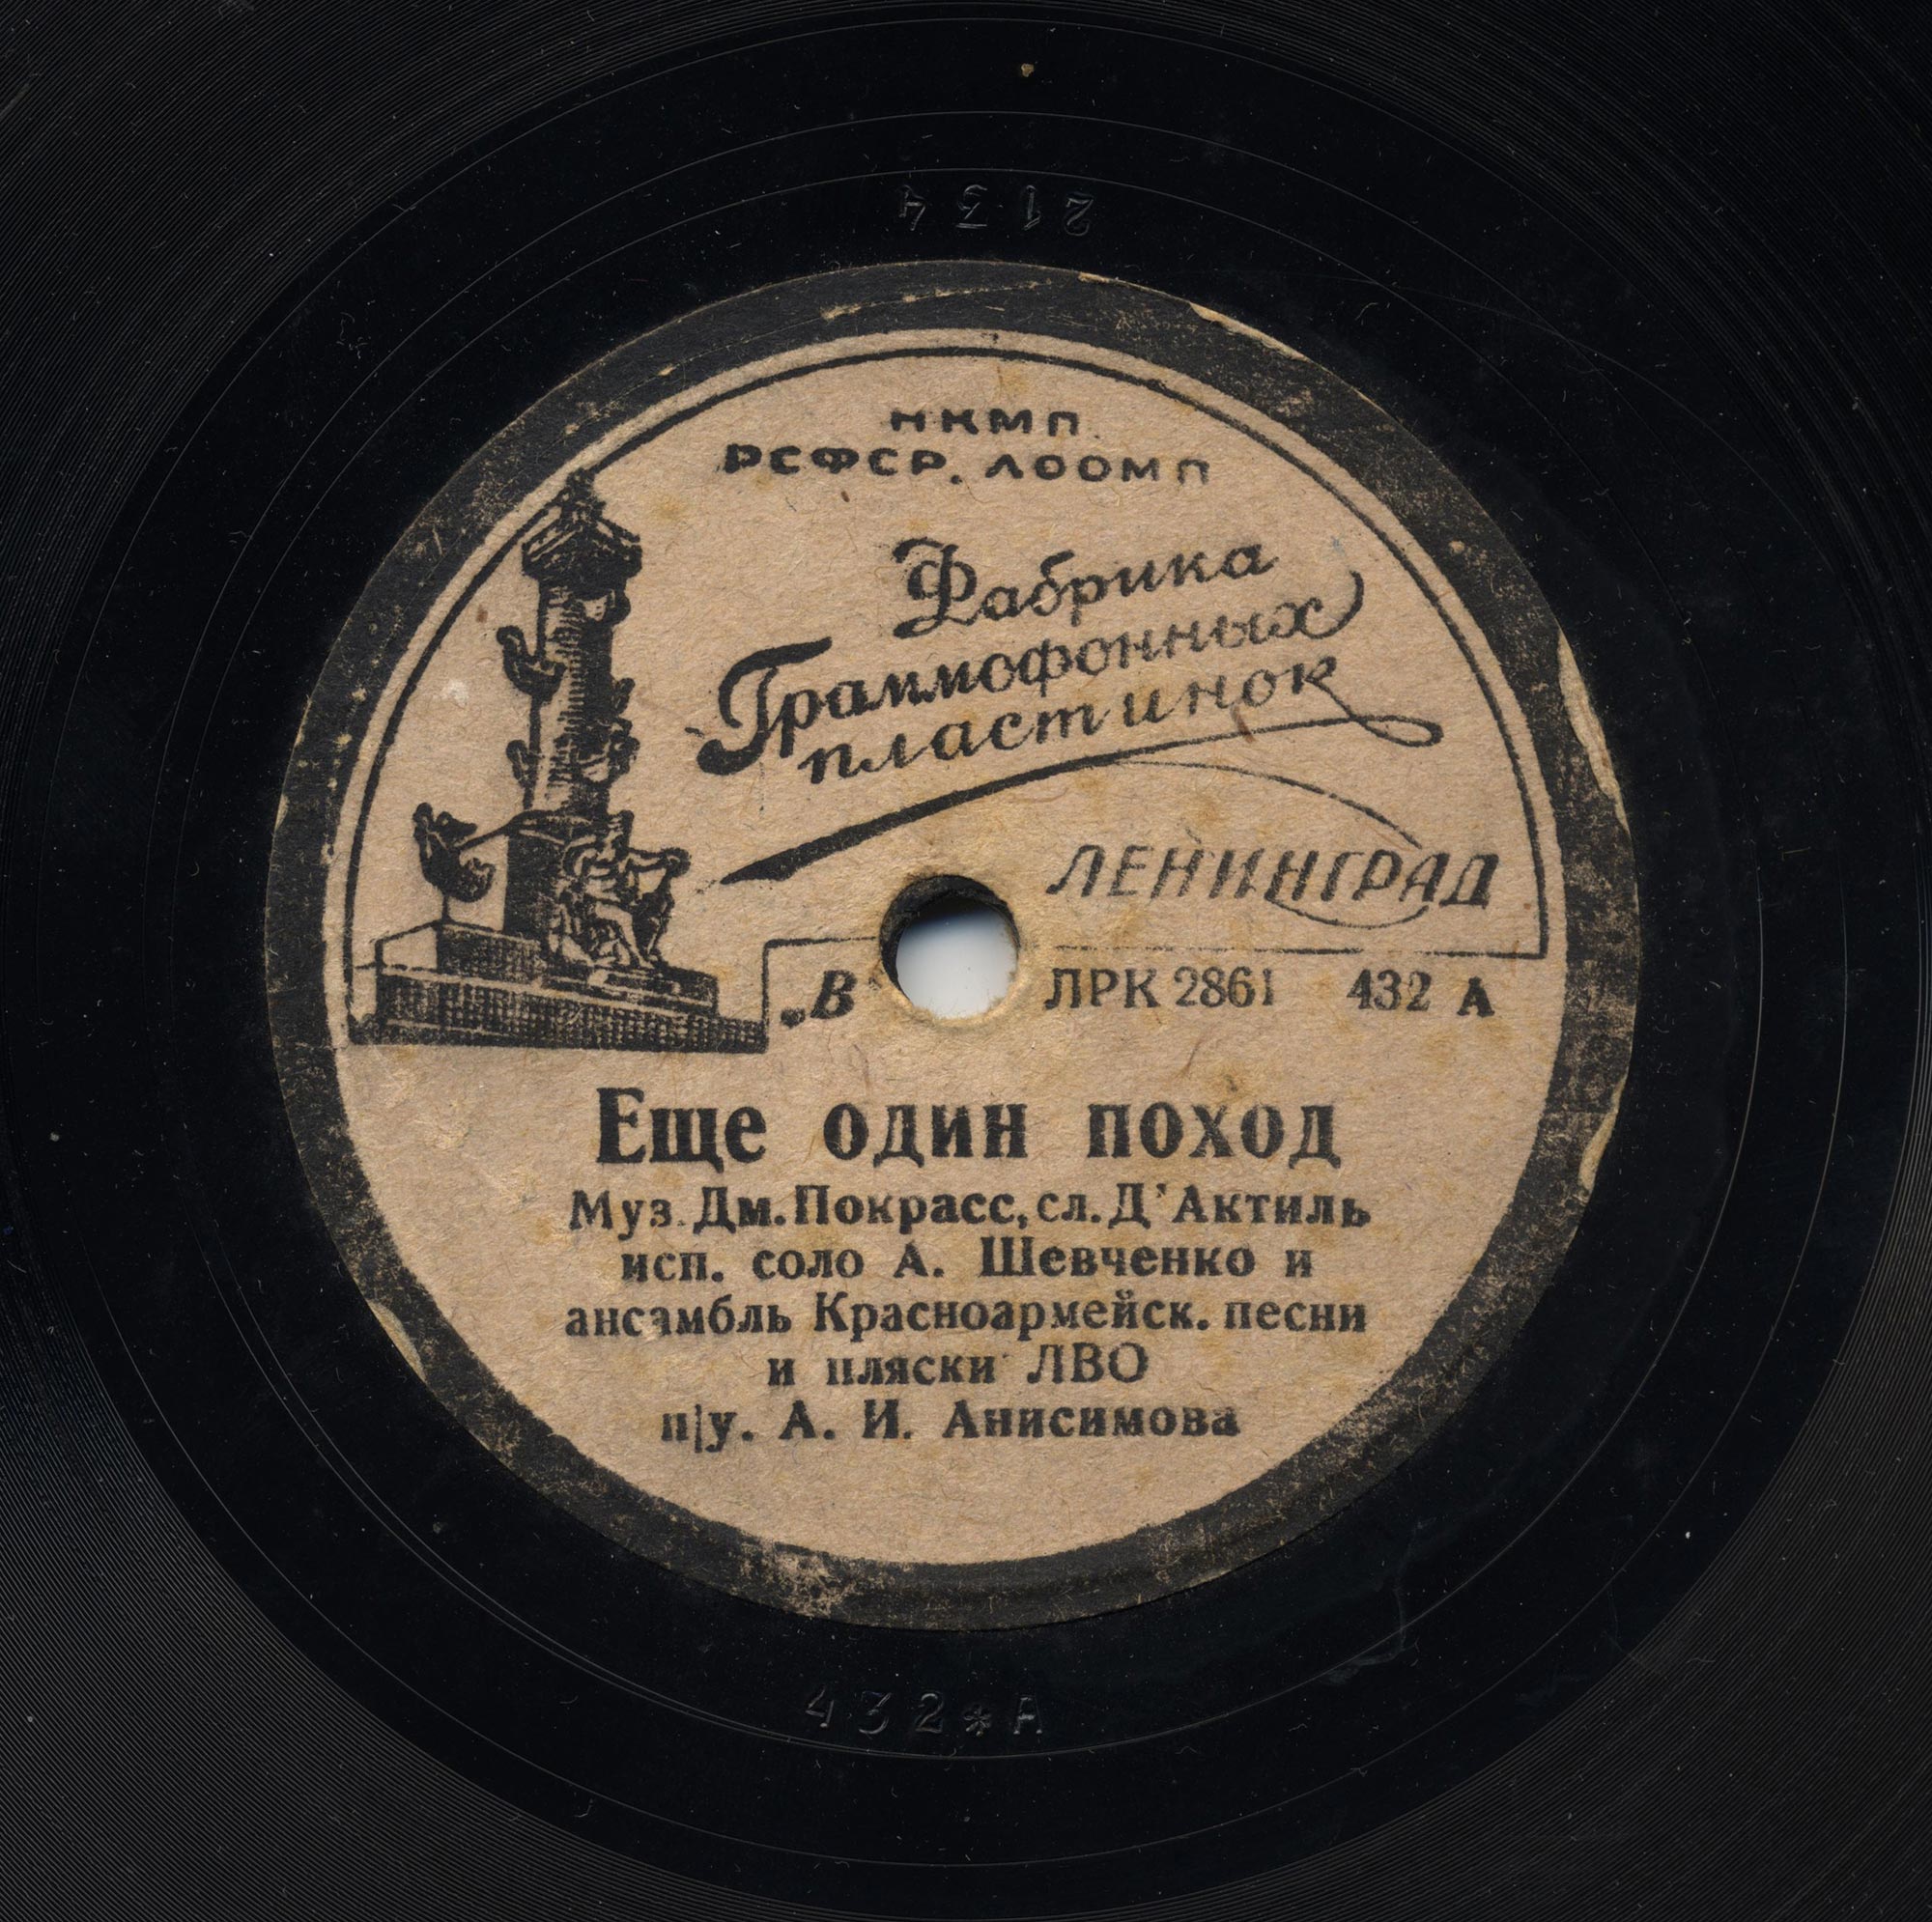 2134
НКМП.
РСФСР. ЛООМП
Фабрика
Граммофонных
пластинок
ЛЕНИНГРАД
„В ЛРК 2861 432 А
Еще один поход
Муз. Дм. Покрасс, сл. Д'Актиль
исп. соло А. Шевченко и
ансамбль Красноармейск. песни
и пляски ЛВО
п|у. А. И. Анисимова
432*А